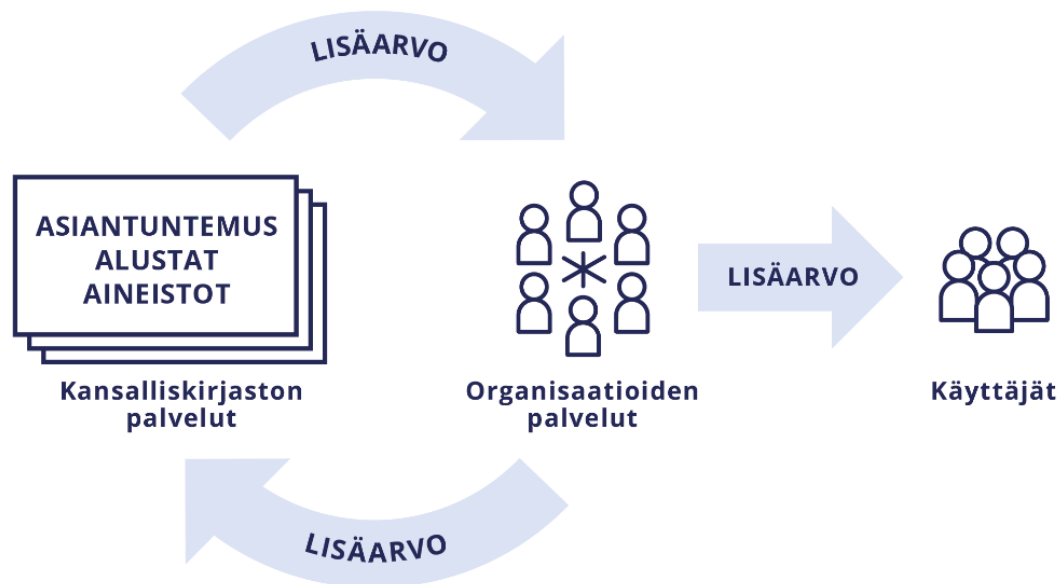 LISÄARVO
ASIANTUNTEMUS
ALUSTAT
AINEISTOT
LISÄARVO
Kansalliskirjaston
palvelut
Organisaatioiden
palvelut
Käyttäjät
LISÄARVO